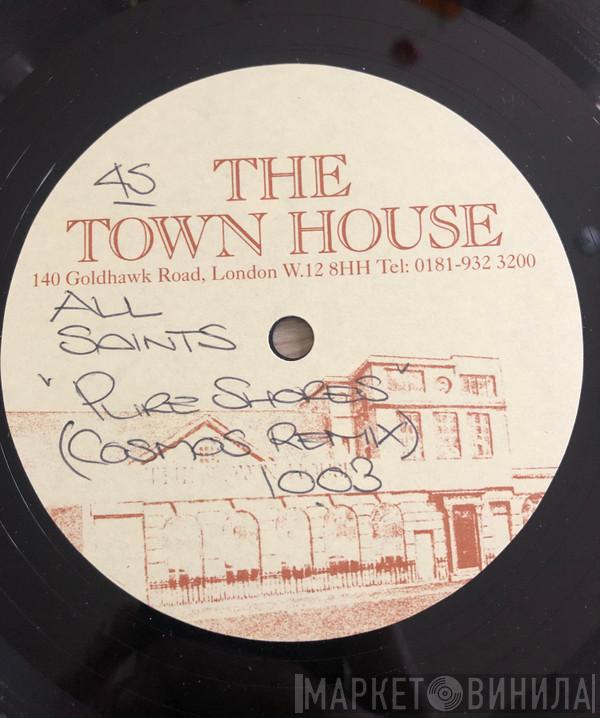 45
THE
TOWN HOUSE
140 Goldhawk Road, London W.12 8HH Tel: 0181-932 3200
ALL
SAINTS
"PURE SHORES"
(COSMOS REMIX)
1003
МАРКЕТ ВИНИЛА